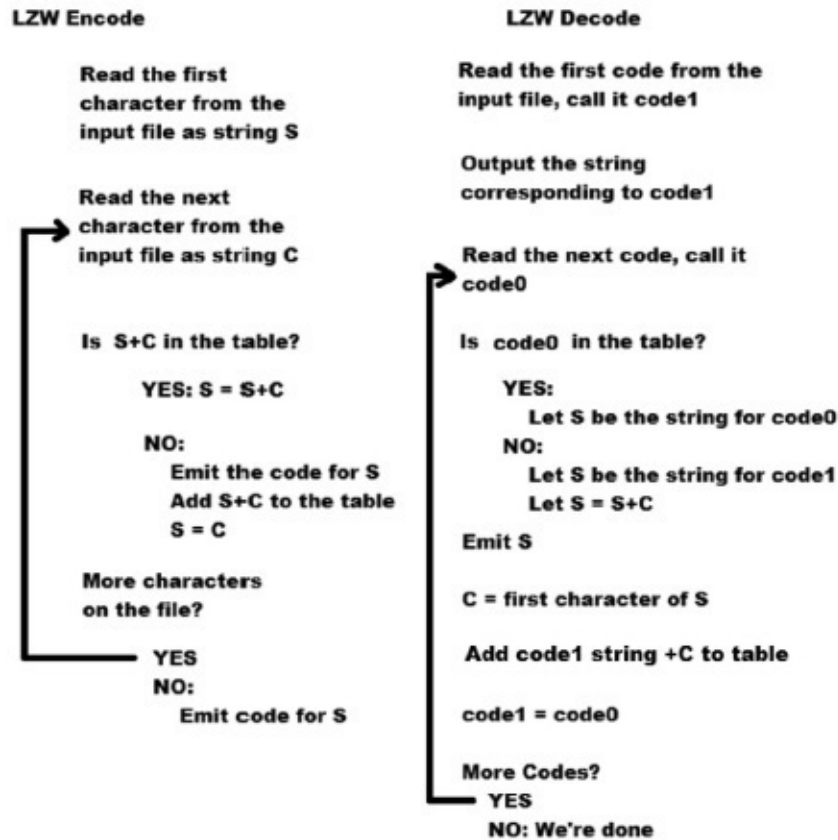 LZW Encode
Read the first
character from the
input file as string S
Read the next
character from the
input file as string C
Is S+C in the table?
YES: S = S+C
NO:
Emit the code for S
Add S+C to the table
S = C
More characters
on the file?
YES
NO:
Emit code for S
LZW Decode
Read the first code from the
input file, call it code1
Output the string
corresponding to code1
Read the next code, call it
code0
Is code0 in the table?
YES:
Let S be the string for code0
NO:
Let S be the string for code1
Let S = S+C
Emit S
C = first character of S
Add code1 string +C to table
code1 = code0
More Codes?
YES
NO: We're done